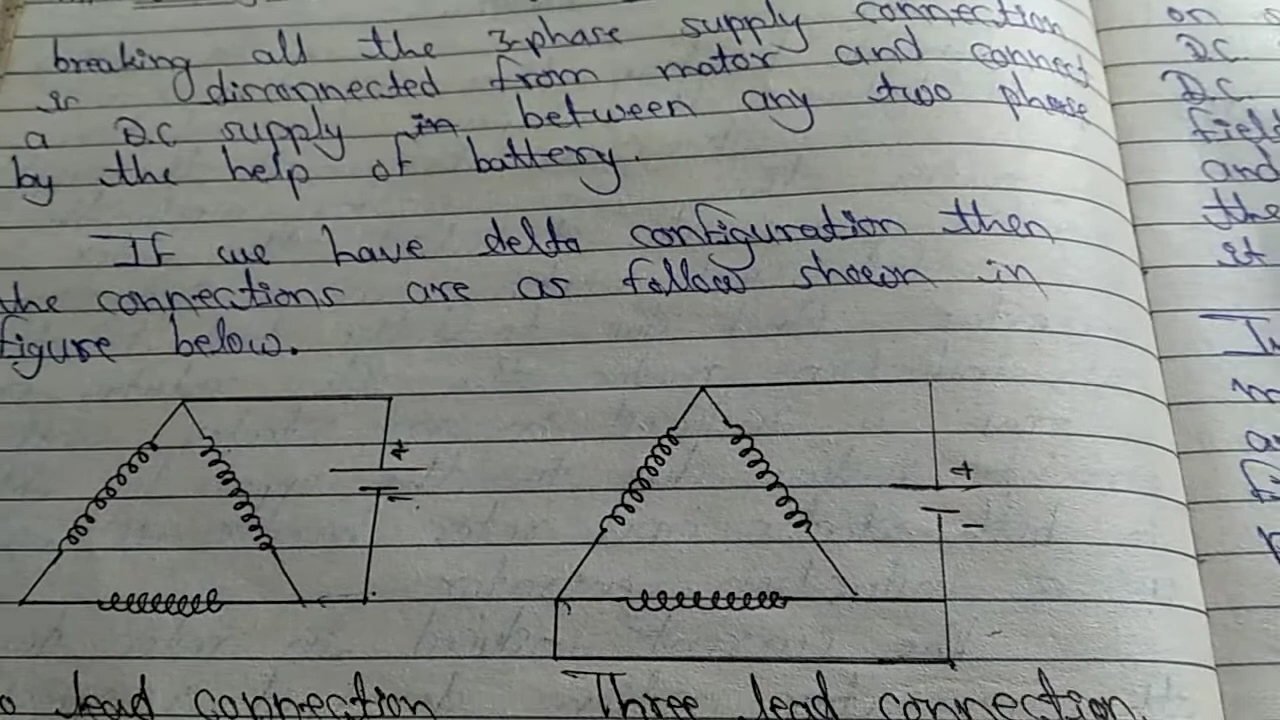 breaking all the 3-phase supply connection
is disconnected from motor and connect
a D.C supply in between any two phase
by the help of battery.
If we have delta configuration then
the connections are as follow shown in
figure below.
+
-
+
-
lead connection
Three lead connection.
on
D.C
D.C.
and
the
it